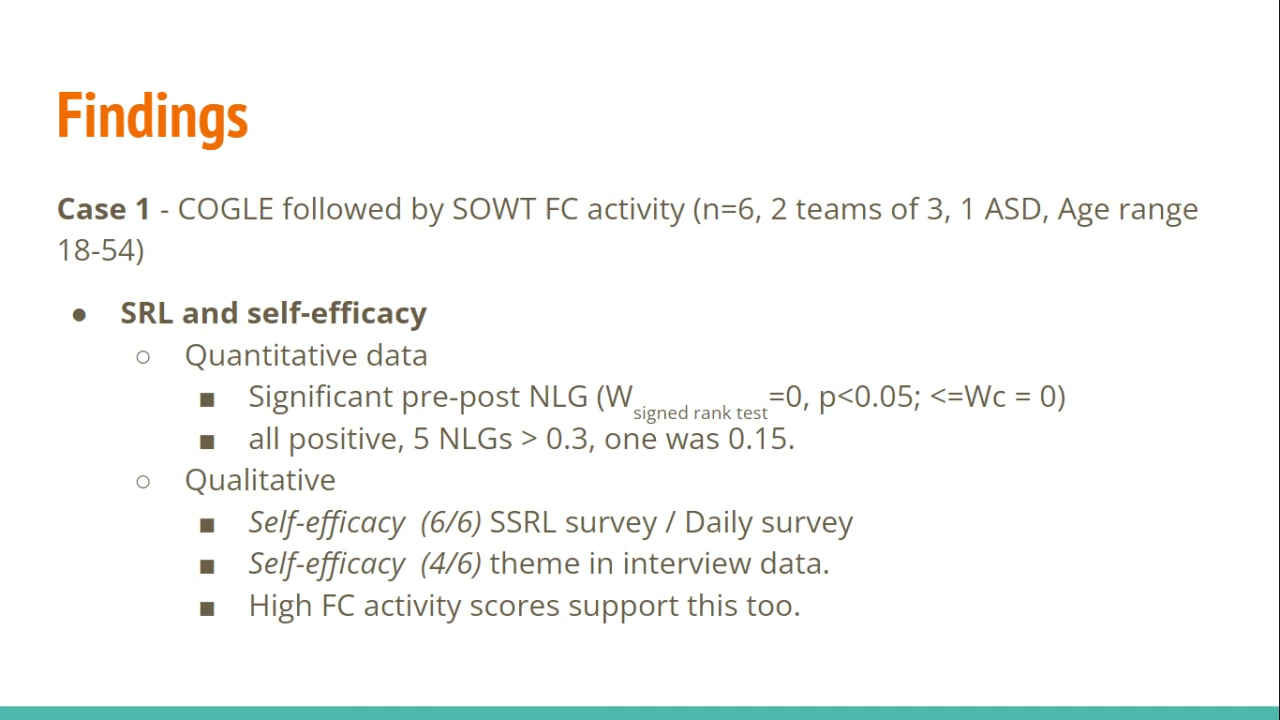 Findings
Case 1 - COGLE followed by SOWT FC activity (n=6, 2 teams of 3, 1 ASD, Age range
18-54)
● SRL and self-efficacy
○ Quantitative data
■ Significant pre-post NLG (Wsigned rank test=0, p<0.05; <=Wc = 0)
■ all positive, 5 NLGs > 0.3, one was 0.15.
○ Qualitative
■ Self-efficacy (6/6) SSRL survey / Daily survey
■ Self-efficacy (4/6) theme in interview data.
■ High FC activity scores support this too.